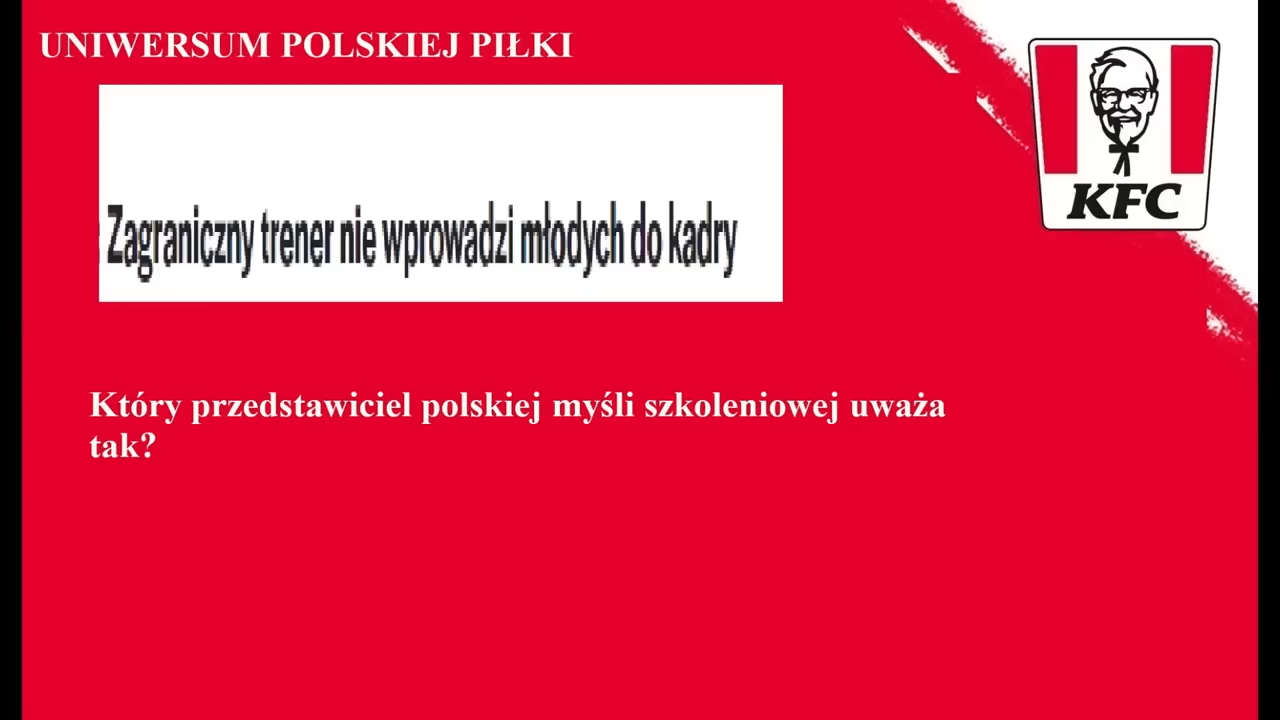 UNIWERSUM POLSKIEJ PIŁKI
KFC
Zagraniczny trener nie wprowadzi młodych do kadry
Który przedstawiciel polskiej myśli szkoleniowej uważa
tak?